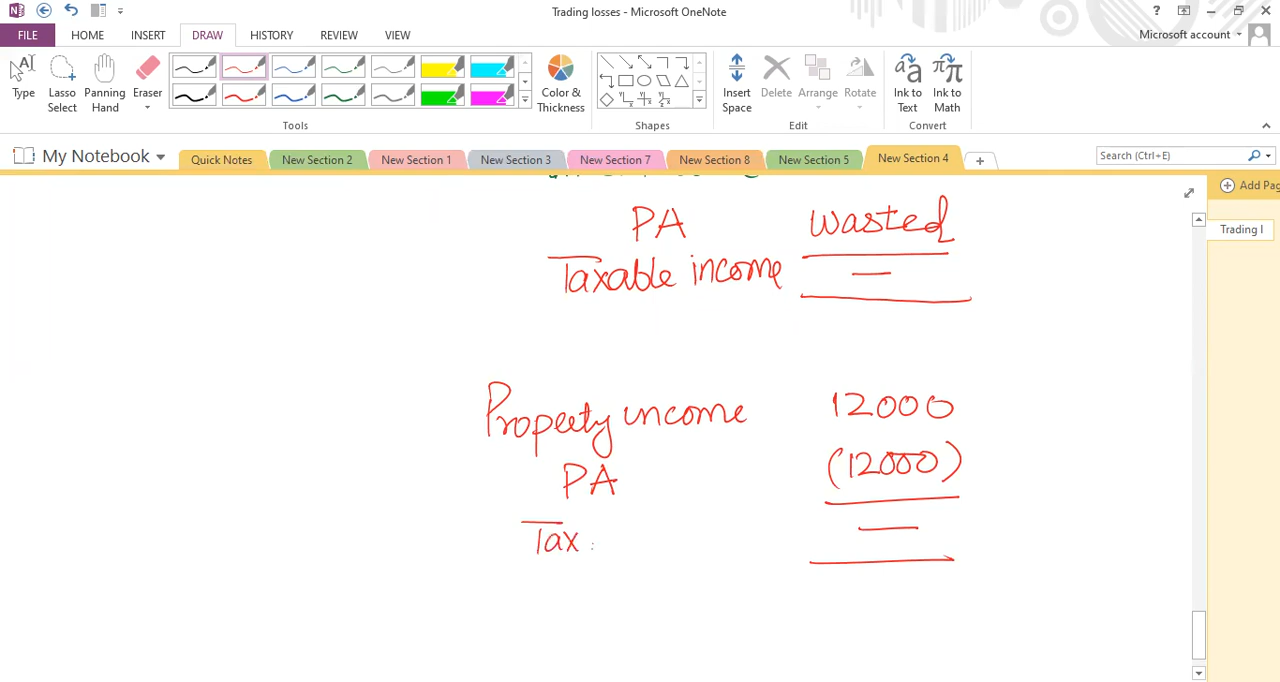 Trading losses - Microsoft OneNote
?
FILE HOME INSERT DRAW HISTORY REVIEW VIEW
Microsoft account
Type
Lasso Select
Panning Hand
Eraser
Color & Thickness
Insert Space
Delete
Arrange
Rotate
Ink to Text
Ink to Math
Tools Shapes Edit Convert
My Notebook Quick Notes New Section 2 New Section 1 New Section 3 New Section 7 New Section 8 New Section 5 New Section 4
Search (Ctrl+E)
Add Pag
Trading l
PA wasted
Taxable income —
Property income 12000
PA (12000)
Tax —